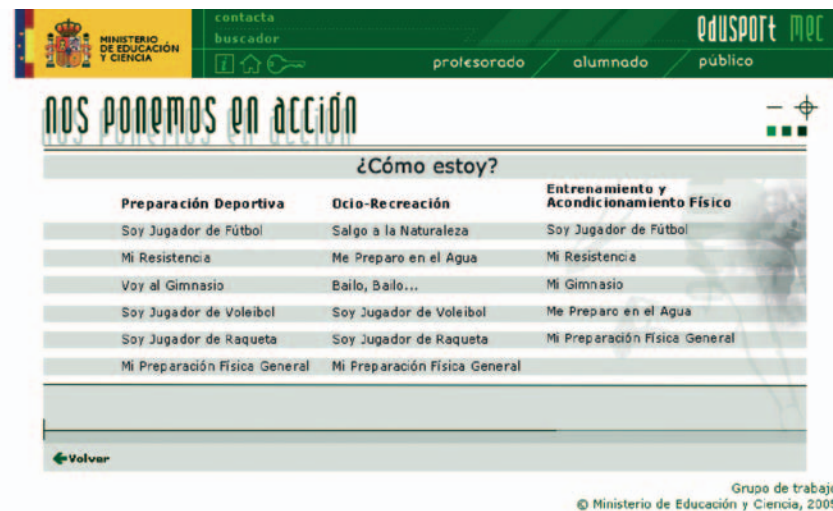 MINISTERIO
DE EDUCACIÓN
Y CIENCIA
contacta
buscador
edusport mec
profesorado alumnado público
nos ponemos en acción
¿Cómo estoy?
Preparación Deportiva Ocio-Recreación Entrenamiento y
Acondicionamiento Físico
Soy Jugador de Fútbol Salgo a la Naturaleza Soy Jugador de Fútbol
Mi Resistencia Me Preparo en el Agua Mi Resistencia
Voy al Gimnasio Bailo, Bailo... Mi Gimnasio
Soy Jugador de Voleibol Soy Jugador de Voleibol Me Preparo en el Agua
Soy Jugador de Raqueta Soy Jugador de Raqueta Mi Preparación Física General
Mi Preparación Física General Mi Preparación Física General
Volver
Grupo de trabajo
© Ministerio de Educación y Ciencia, 2005